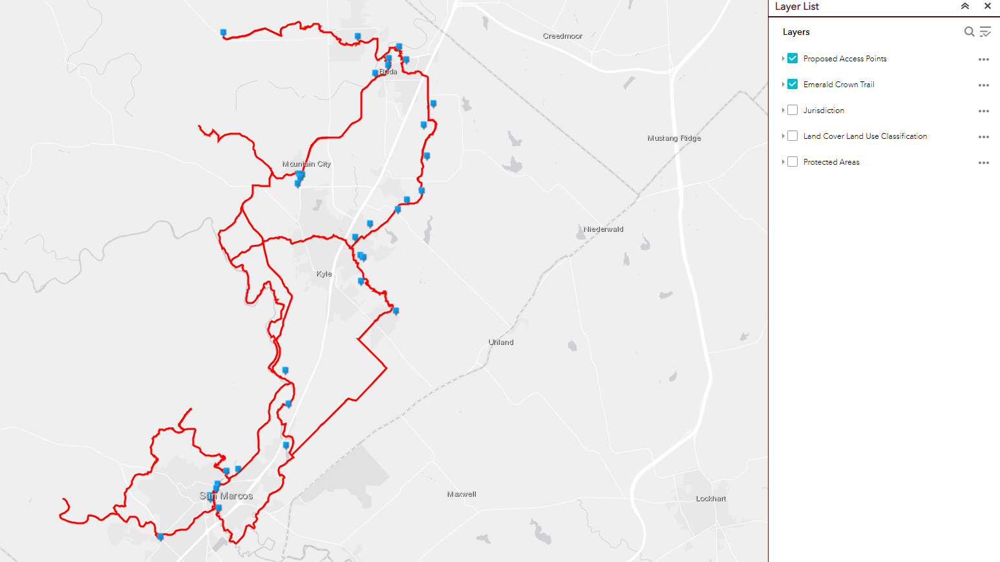 Layer List
Layers
Proposed Access Points
Emerald Crown Trail
Jurisdiction
Land Cover Land Use Classification
Protected Areas
Creedmoor
Buda
Mustang Ridge
Mountain City
Niederwald
Kyle
Uhland
Maxwell
San Marcos
Lockhart